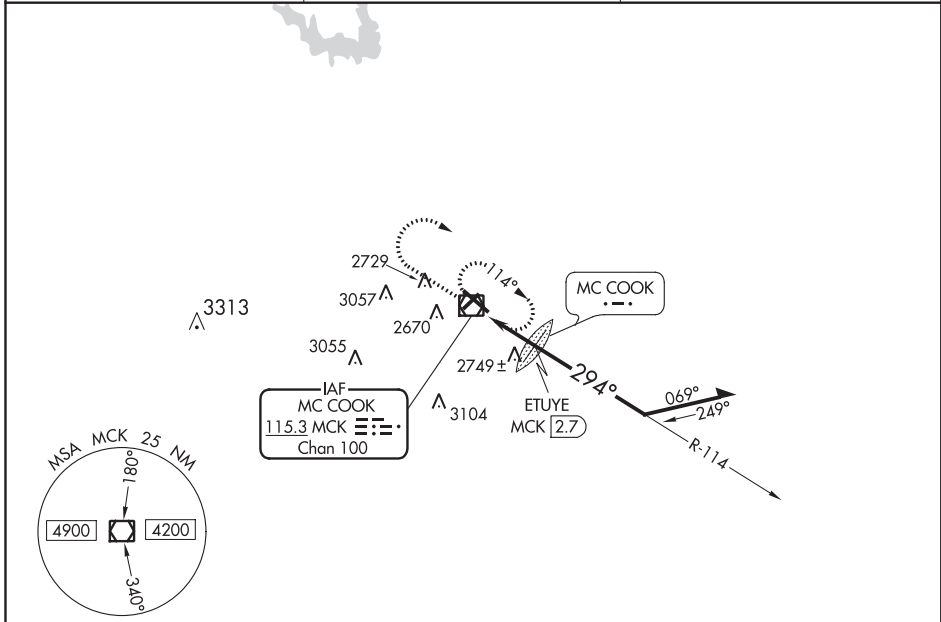 2729
114°
MC COOK
3057
3313
2670
3055
2749±
294°
IAF
MC COOK
115.3 MCK
Chan 100
3104
ETUYE
MCK 2.7
069°
249°
R-114
MSA MCK 25 NM
180°
4900
4200
340°